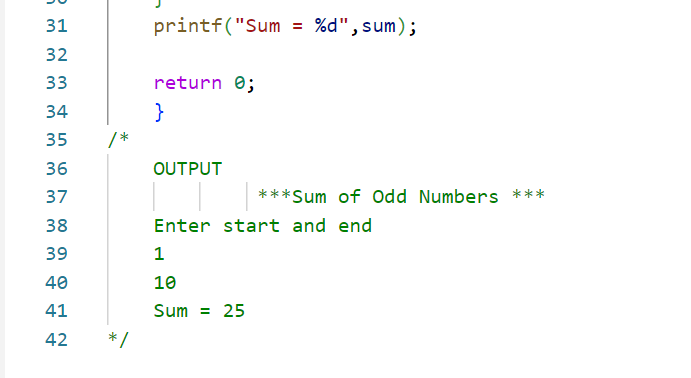 30 }
31 printf("Sum = %d",sum);
32
33 return 0;
34 }
35 /*
36 OUTPUT
37 ***Sum of Odd Numbers ***
38 Enter start and end
39 1
40 10
41 Sum = 25
42 */